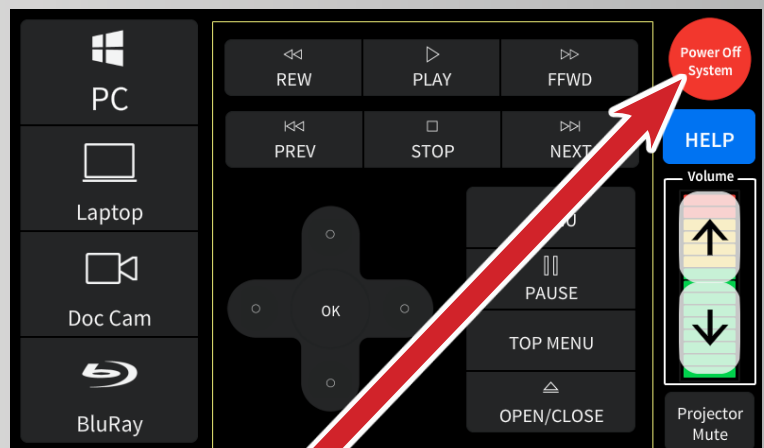 PC
Laptop
Doc Cam
BluRay
REW
PLAY
FFWD
PREV
STOP
NEXT
OK
PAUSE
TOP MENU
OPEN/CLOSE
Power Off
System
HELP
Volume
Projector
Mute